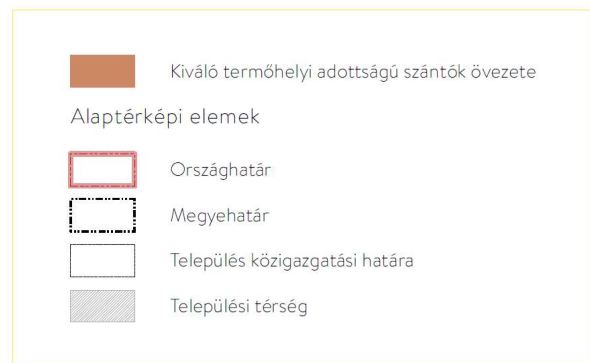 Kiváló termőhelyi adottságú szántók övezete
Alaptérképi elemek
Országhatár
Megyehatár
Település közigazgatási határa
Települési térség